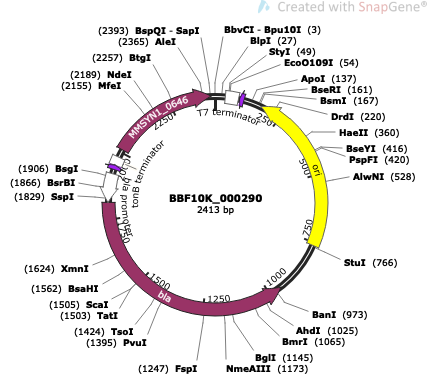 Created with SnapGene®
(2393) BspQI - SapI
(2365) AleI
(2257) BtgI
(2189) NdeI
(2155) MfeI
BbvCI - Bpu10I (3)
BlpI (27)
StyI (49)
EcoO109I (54)
ApoI (137)
BseRI (161)
BsmI (167)
DrdI (220)
HaeII (360)
BseYI (416)
PspFI (420)
AlwNI (528)
StuI (766)
BanI (973)
AhdI (1025)
BmrI (1065)
BglI (1145)
NmeAIII (1173)
(1247) FspI
(1395) PvuI
(1424) TsoI
(1503) TatI
(1505) ScaI
(1562) BsaHI
(1624) XmnI
(1829) SspI
(1866) BsrBI
(1906) BsgI
MMSYN1_0646
T7 terminator
tonB terminator
bla promoter
ori
bla
250
500
750
1000
1250
1500
2250
BBF10K_000290
2413 bp